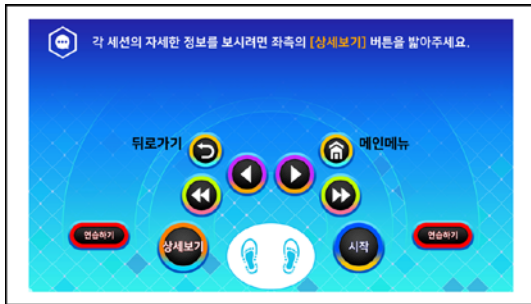 각 세션의 자세한 정보를 보시려면 좌측의 [상세보기] 버튼을 밟아주세요.
뒤로가기
메인메뉴
연습하기
상세보기
시작
연습하기